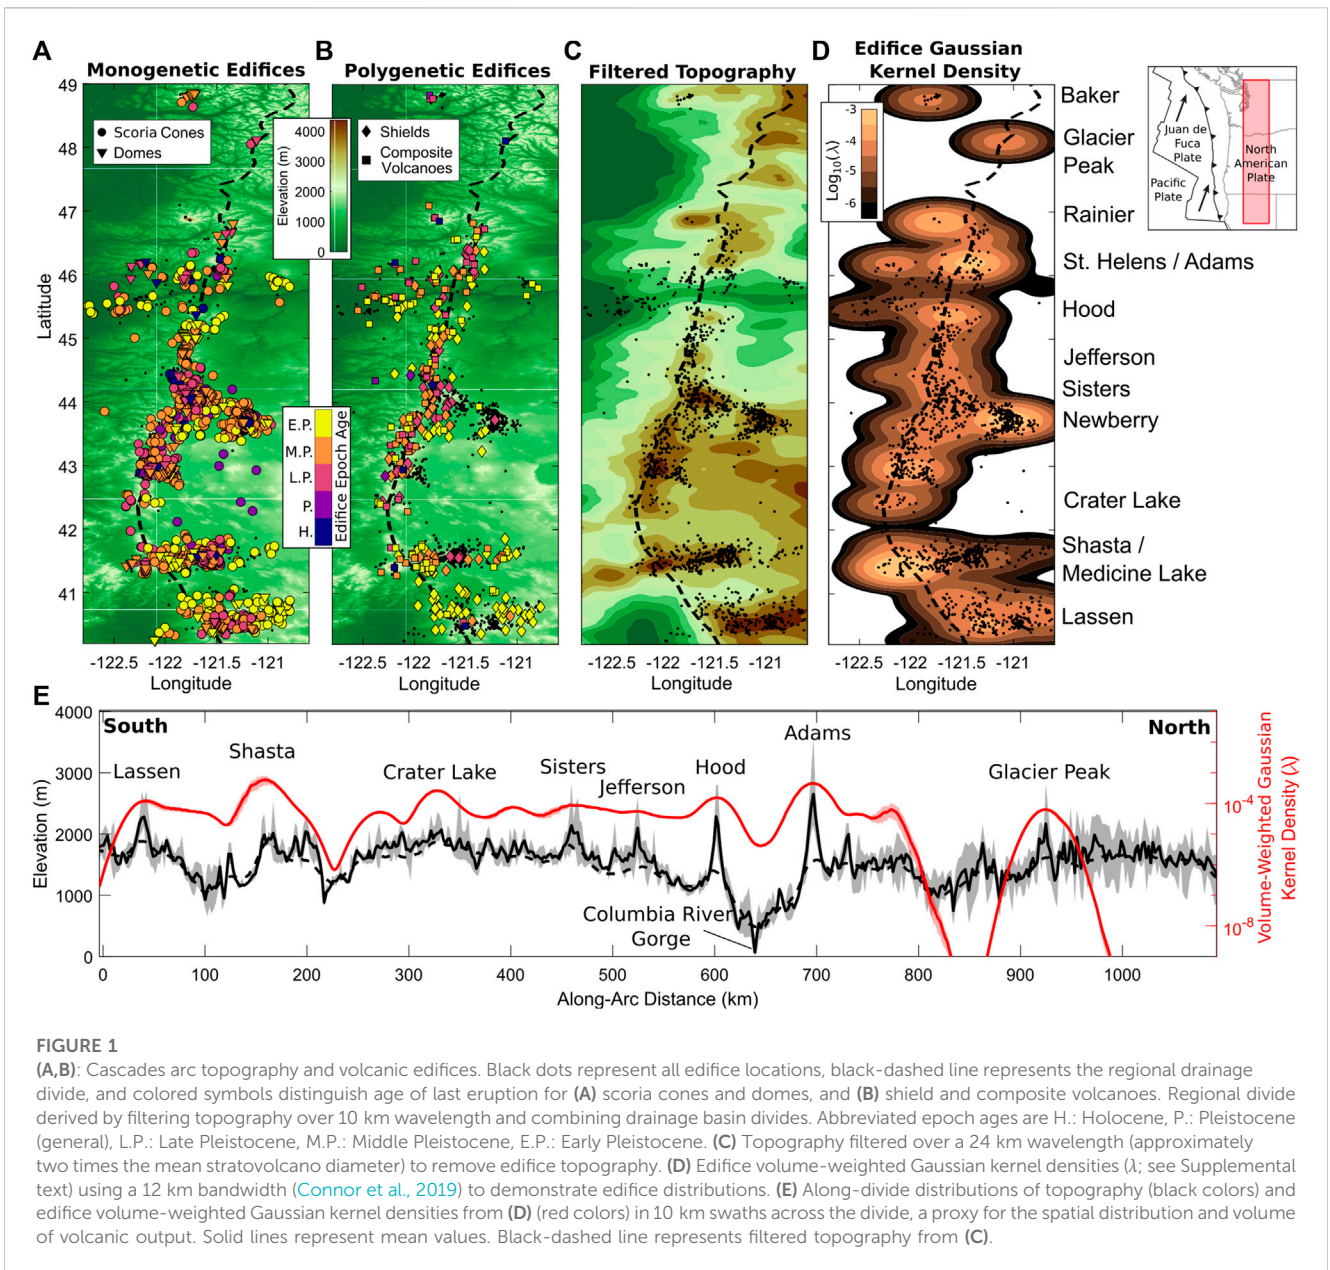 A
Monogenetic Edifices
B
Polygenetic Edifices
C
Filtered Topography
D
Edifice Gaussian
Kernel Density
49
48
47
46
45
44
43
42
41
Latitude
Scoria Cones
Domes
Elevation (m)
4000
3000
2000
1000
0
Shields
Composite
Volcanoes
E.P.
M.P.
L.P.
P.
H.
Edifice Epoch Age
Log10(λ)
-3
-4
-5
-6
Baker
Glacier
Peak
Rainier
St. Helens / Adams
Hood
Jefferson
Sisters
Newberry
Crater Lake
Shasta /
Medicine Lake
Lassen
Juan de
Fuca
Plate
North
American
Plate
Pacific
Plate
-122.5 -122 -121.5 -121
Longitude
-122.5 -122 -121.5 -121
Longitude
-122.5 -122 -121.5 -121
Longitude
-122.5 -122 -121.5 -121
Longitude
E
South
North
4000
3000
2000
1000
0
Elevation (m)
Lassen
Shasta
Crater Lake
Sisters
Jefferson
Hood
Adams
Glacier Peak
Columbia River
Gorge
10-4
10-8
Volume-Weighted Gaussian
Kernel Density (λ)
0 100 200 300 400 500 600 700 800 900 1000
Along-Arc Distance (km)
FIGURE 1
(A,B): Cascades arc topography and volcanic edifices. Black dots represent all edifice locations, black-dashed line represents the regional drainage
divide, and colored symbols distinguish age of last eruption for (A) scoria cones and domes, and (B) shield and composite volcanoes. Regional divide
derived by filtering topography over 10 km wavelength and combining drainage basin divides. Abbreviated epoch ages are H.: Holocene, P.: Pleistocene
(general), L.P.: Late Pleistocene, M.P.: Middle Pleistocene, E.P.: Early Pleistocene. (C) Topography filtered over a 24 km wavelength (approximately
two times the mean stratovolcano diameter) to remove edifice topography. (D) Edifice volume-weighted Gaussian kernel densities (λ; see Supplemental
text) using a 12 km bandwidth (Connor et al., 2019) to demonstrate edifice distributions. (E) Along-divide distributions of topography (black colors) and
edifice volume-weighted Gaussian kernel densities from (D) (red colors) in 10 km swaths across the divide, a proxy for the spatial distribution and volume
of volcanic output. Solid lines represent mean values. Black-dashed line represents filtered topography from (C).